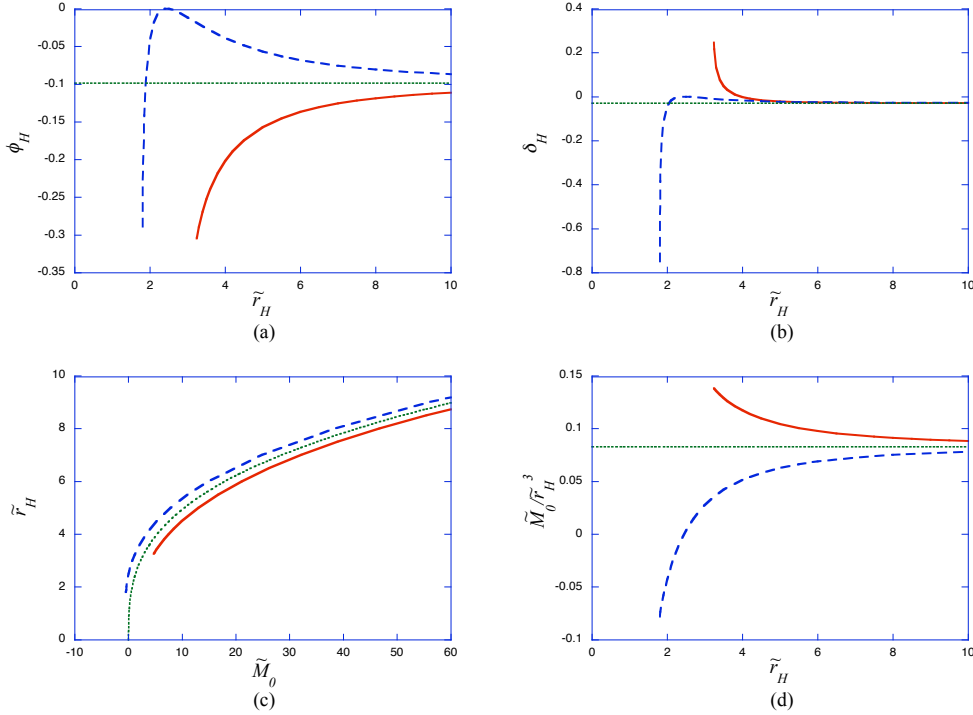 0
-0.05
-0.1
-0.15
-0.2
-0.25
-0.3
-0.35
ϕ_H
0 2 4 6 8 10
r̃_H
(a)
0.4
0.2
0
-0.2
-0.4
-0.6
-0.8
δ_H
0 2 4 6 8 10
r̃_H
(b)
10
8
6
4
2
0
r̃_H
-10 0 10 20 30 40 50 60
M̃_0
(c)
0.15
0.1
0.05
0
-0.05
-0.1
M̃_0/r̃_H^3
0 2 4 6 8 10
r̃_H
(d)